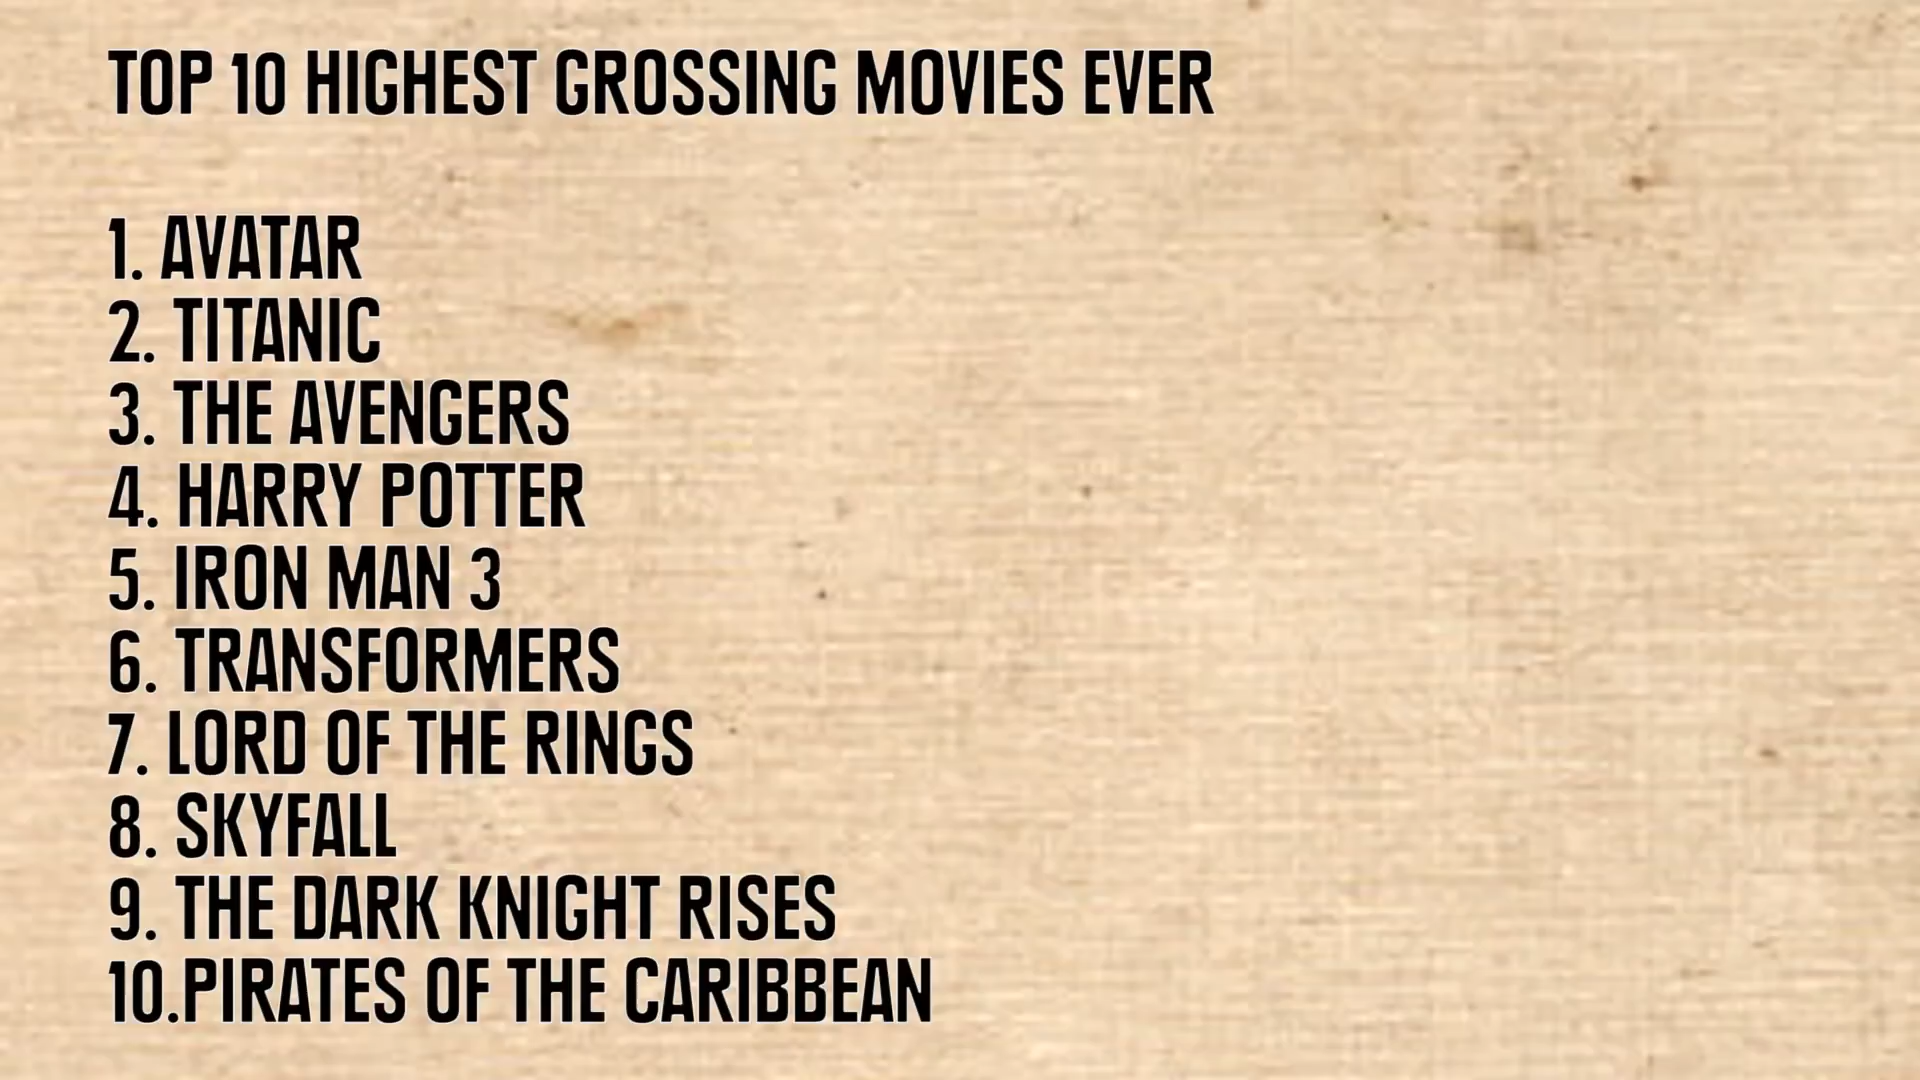 TOP 10 HIGHEST GROSSING MOVIES EVER
1. AVATAR
2. TITANIC
3. THE AVENGERS
4. HARRY POTTER
5. IRON MAN 3
6. TRANSFORMERS
7. LORD OF THE RINGS
8. SKYFALL
9. THE DARK KNIGHT RISES
10.PIRATES OF THE CARIBBEAN